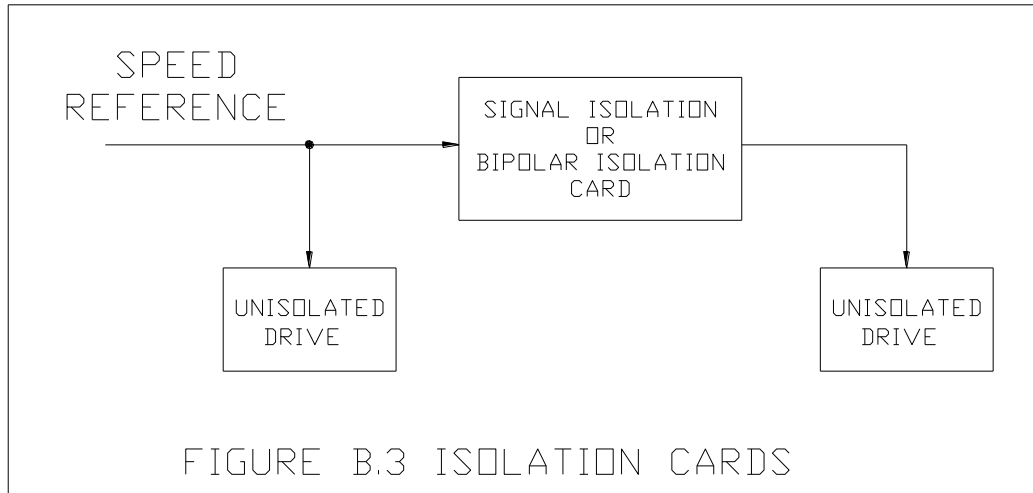 SPEED
REFERENCE
SIGNAL ISOLATION
OR
BIPOLAR ISOLATION
CARD
UNISOLATED
DRIVE
UNISOLATED
DRIVE
FIGURE B.3 ISOLATION CARDS